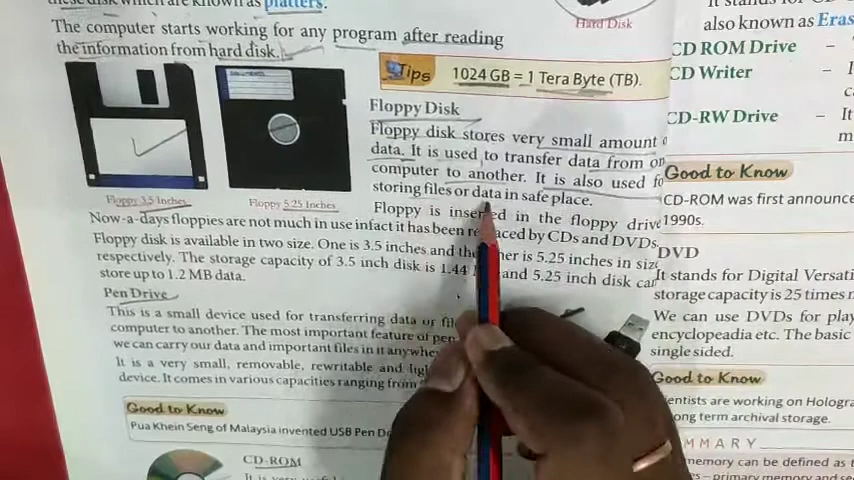 these disk which are known as platters.
The computer starts working for any program after reading
the information from hard disk.
Hard Disk
Tips
1024 GB = 1 Tera Byte (TB).
Floppy Disk
Floppy disk stores very small amount
data. It is used to transfer data from on
computer to another. It is also used fo
storing files or data in safe place.
Floppy is inser ed in the floppy drive
Floppy 3.5 Inches
Floppy 5.25 Inches
Now-a-days floppies are not much in use infact it has been re aced by CDs and DVDs
Floppy disk is available in two size. One is 3.5 inches and the her is 5.25 inches in size
respectively. The storage capacity of 3.5 inch disk is 1.44 and 5.25 inch disk can
store up to 1.2 MB data.
Pen Drive
This is a small device used for transferring data or fil
computer to another. The most important feature of pen
we can carry our data and important files in it anywhe
It is a very small, removable, rewritable and lig
device. It comes in various capacities ranging from
Good to Know
Pua Khein Seng of Malaysia invented USB Pen D
CD-ROM
It is very
It stands for CD
also known as Eras
CD ROM Drive –
CD Writer – I
CD-RW Drive – It
Good to Know
CD-ROM was first announce
1990s.
DVD
It stands for Digital Versati
storage capacity is 25 times
We can use DVDs for play
encyclopeadia etc. The basic
single sided.
Good to Know
entists are working on Hologra
ong term archival storage.
MMARY
memory can be defined as t
es – primary memory and se